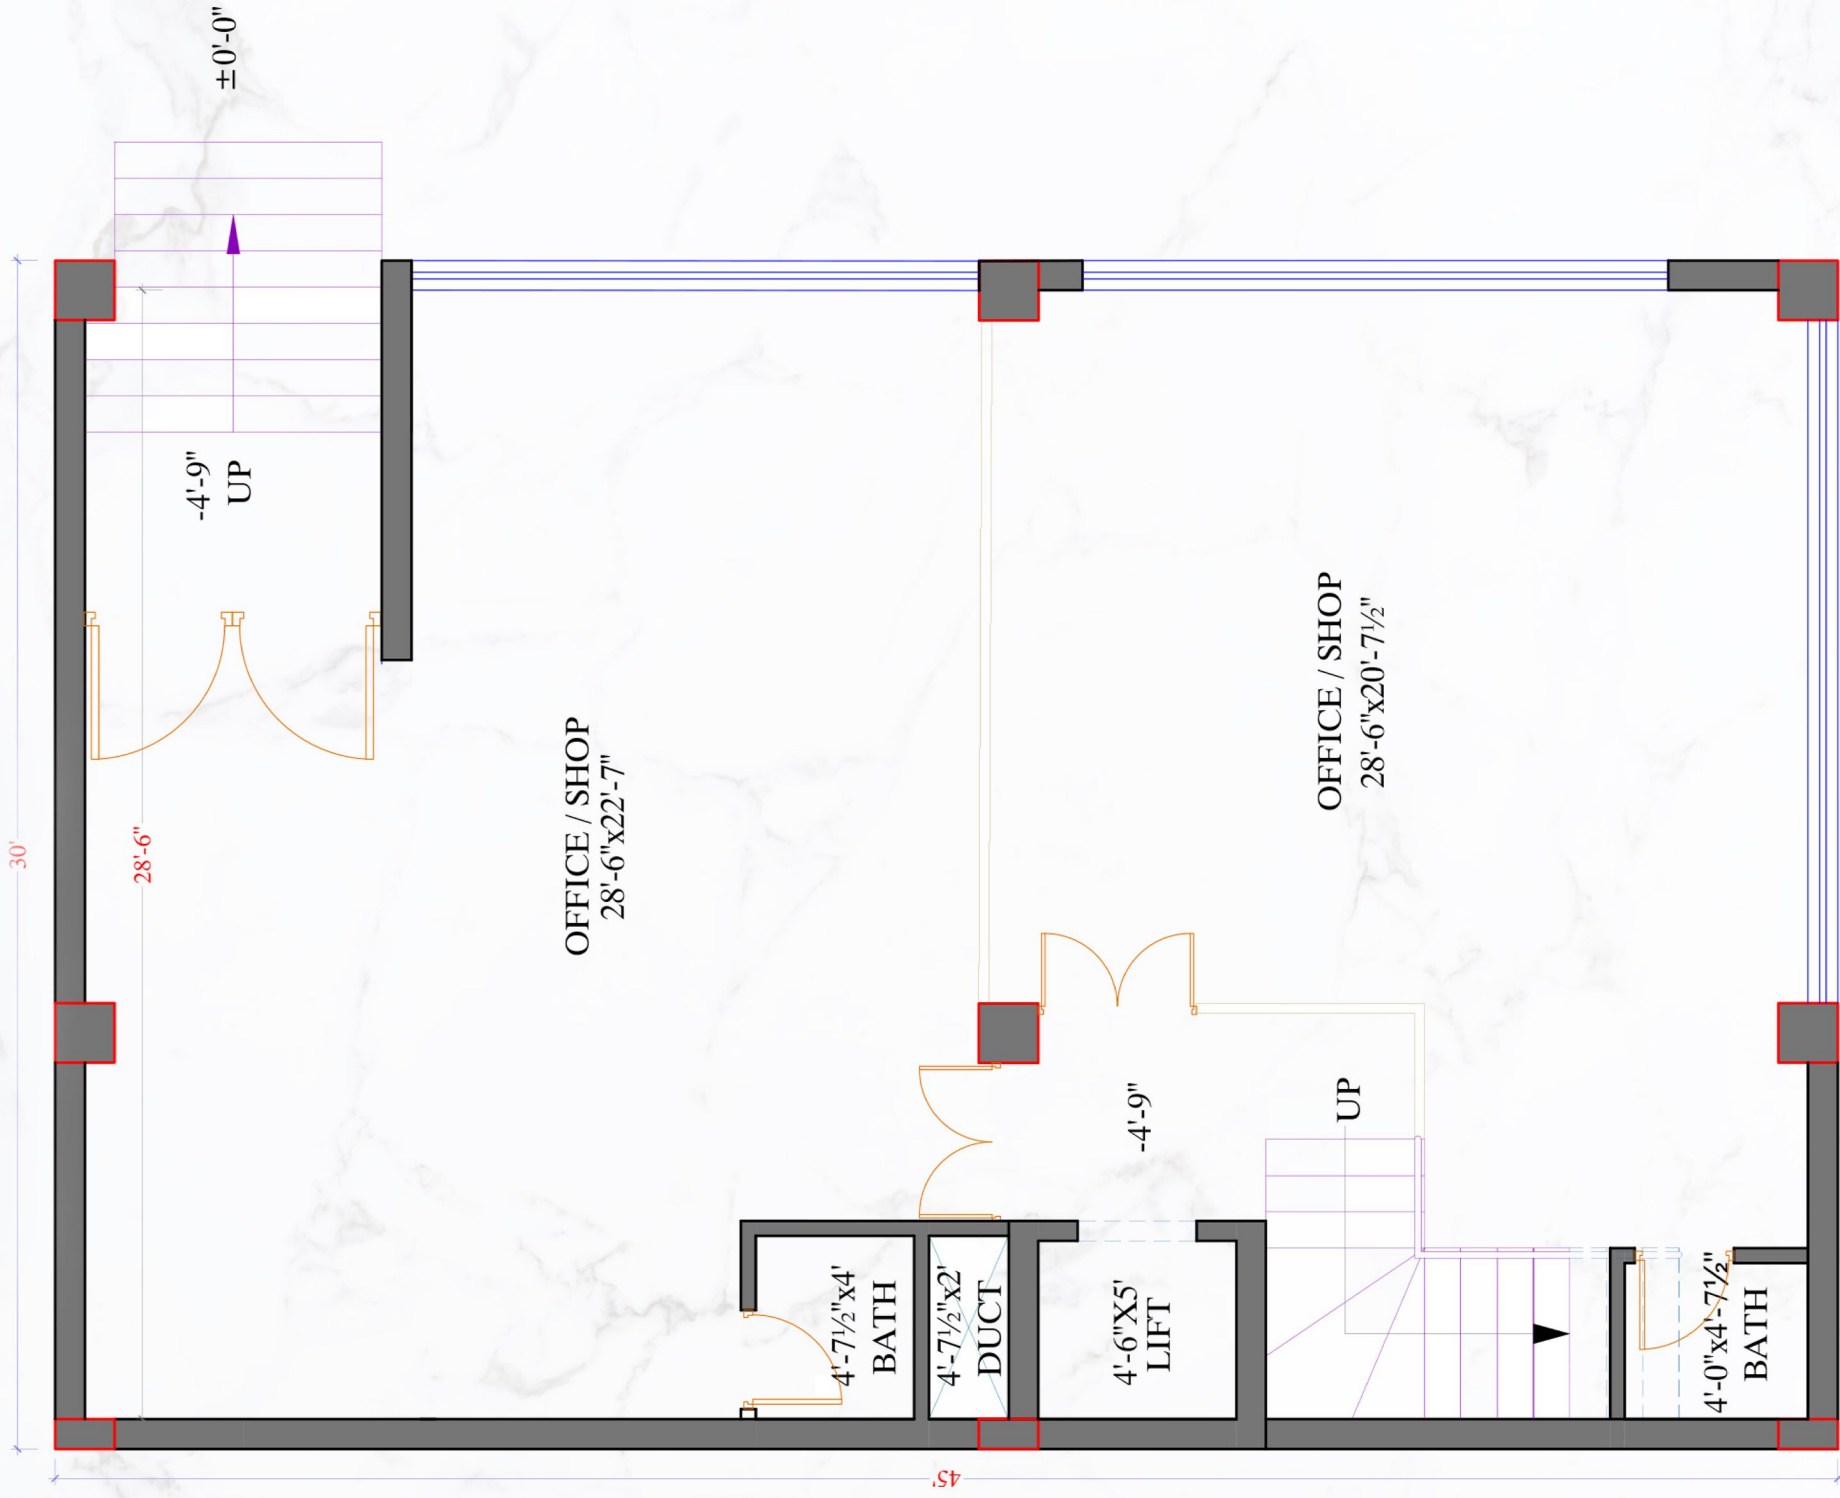 ±0'-0"
-4'-9"
UP
30'
28'-6"
OFFICE / SHOP
28'-6"x22'-7"
OFFICE / SHOP
28'-6"x20'-7½"
-4'-9"
UP
4'-7½"x4'
BATH
4'-7½"x2'
DUCT
4'-6"X5'
LIFT
4'-0"x4'-7½"
BATH
45'